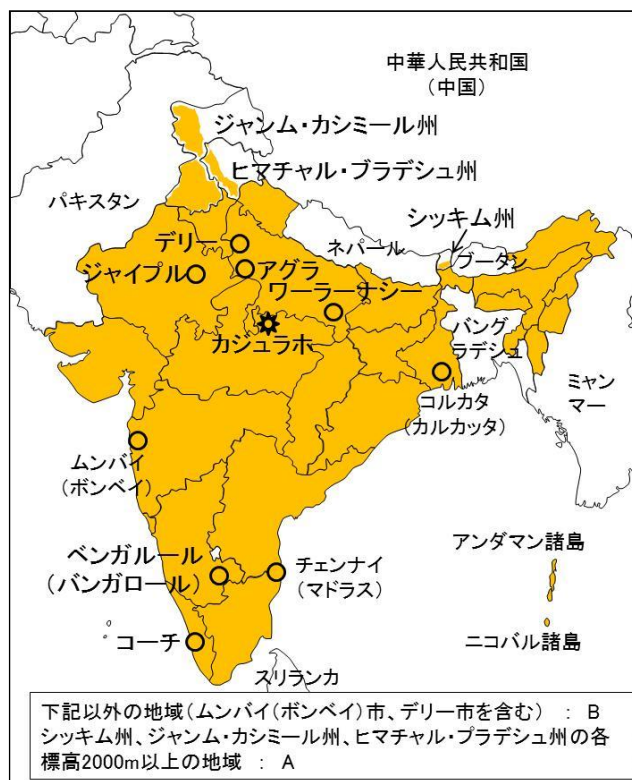 中華人民共和国
(中国)
ジャンム・カシミール州
ヒマチャル・プラデシュ州
パキスタン
シッキム州
デリー
ネパール
ブータン
ジャイプル
アグラ
ワーラーナシー
カジュラホ
バング
ラデシュ
コルカタ
(カルカッタ)
ミャン
マー
ムンバイ
(ボンベイ)
アンダマン諸島
ベンガルール
(バンガロール)
チェンナイ
(マドラス)
コーチ
ニコバル諸島
スリランカ
下記以外の地域(ムンバイ(ボンベイ)市、デリー市を含む) : B
シッキム州、ジャンム・カシミール州、ヒマチャル・プラデシュ州の各
標高2000m以上の地域 : A